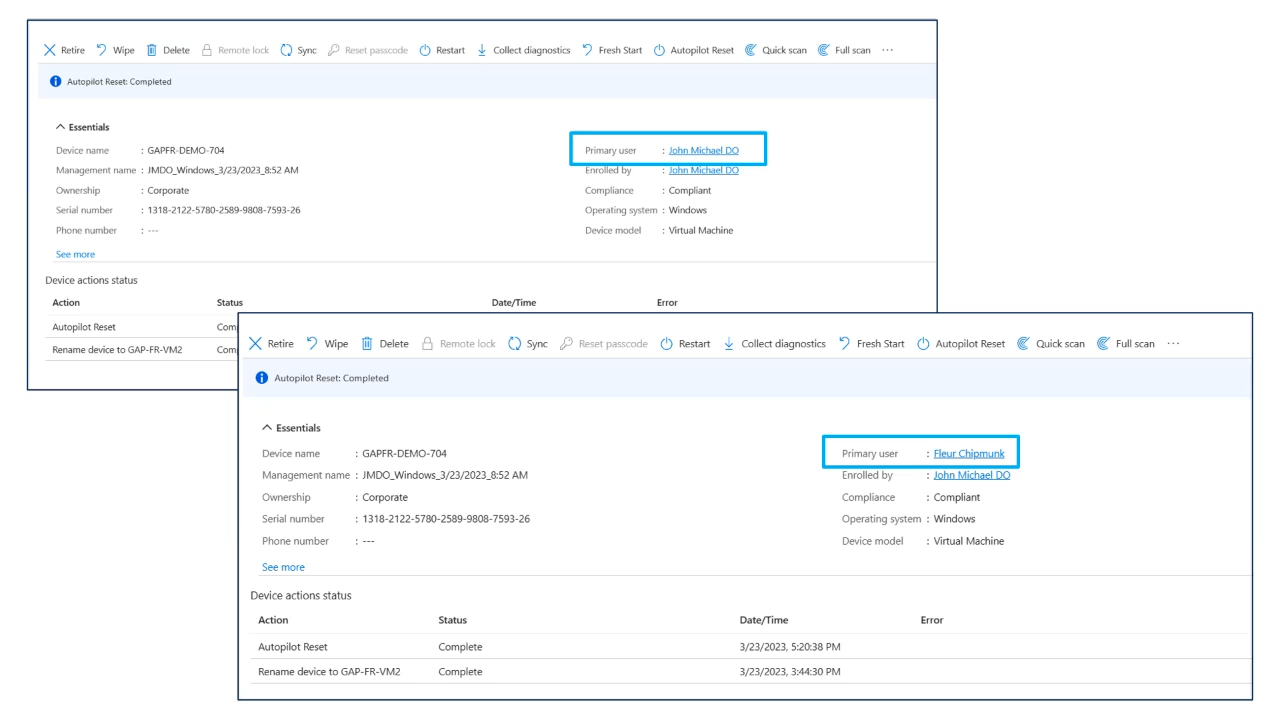 Retire Wipe Delete Remote lock Sync Reset passcode Restart Collect diagnostics Fresh Start Autopilot Reset Quick scan Full scan ···
Autopilot Reset: Completed
Essentials
Device name : GAPFR-DEMO-704 Primary user : John Michael DO
Management name : JMDO_Windows_3/23/2023_8:52 AM Enrolled by : John Michael DO
Ownership : Corporate Compliance : Compliant
Serial number : 1318-2122-5780-2589-9808-7593-26 Operating system : Windows
Phone number : --- Device model : Virtual Machine
See more
Device actions status
Action Status Date/Time Error
Autopilot Reset Com
Rename device to GAP-FR-VM2 Com
Retire Wipe Delete Remote lock Sync Reset passcode Restart Collect diagnostics Fresh Start Autopilot Reset Quick scan Full scan ···
Autopilot Reset: Completed
Essentials
Device name : GAPFR-DEMO-704 Primary user : Fleur Chipmunk
Management name : JMDO_Windows_3/23/2023_8:52 AM Enrolled by : John Michael DO
Ownership : Corporate Compliance : Compliant
Serial number : 1318-2122-5780-2589-9808-7593-26 Operating system : Windows
Phone number : --- Device model : Virtual Machine
See more
Device actions status
Action Status Date/Time Error
Autopilot Reset Complete 3/23/2023, 5:20:38 PM
Rename device to GAP-FR-VM2 Complete 3/23/2023, 3:44:30 PM